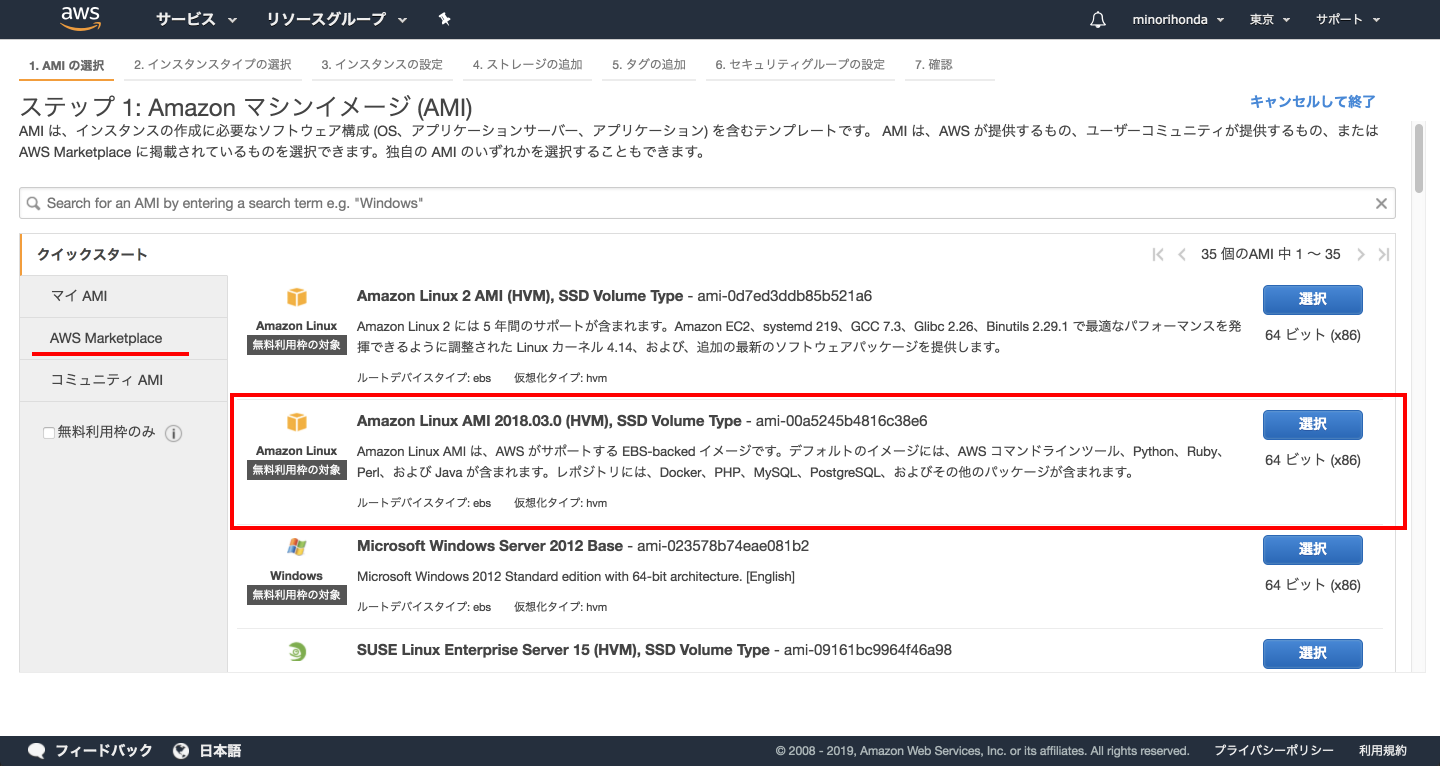 aws サービス リソースグループ minorihonda 東京 サポート
1. AMI の選択 2. インスタンスタイプの選択 3. インスタンスの設定 4. ストレージの追加 5. タグの追加 6. セキュリティグループの設定 7. 確認
ステップ 1: Amazon マシンイメージ (AMI) キャンセルして終了
AMI は、インスタンスの作成に必要なソフトウェア構成 (OS、アプリケーションサーバー、アプリケーション) を含むテンプレートです。 AMI は、AWS が提供するもの、ユーザーコミュニティが提供するもの、または
AWS Marketplace に掲載されているものを選択できます。独自の AMI のいずれかを選択することもできます。
Search for an AMI by entering a search term e.g. "Windows"
クイックスタート
マイ AMI
AWS Marketplace
コミュニティ AMI
無料利用枠のみ
35 個のAMI 中 1 〜 35
Amazon Linux 2 AMI (HVM), SSD Volume Type - ami-0d7ed3ddb85b521a6
選択
Amazon Linux
無料利用枠の対象
Amazon Linux 2 には 5 年間のサポートが含まれます。Amazon EC2、systemd 219、GCC 7.3、Glibc 2.26、Binutils 2.29.1 で最適なパフォーマンスを発
揮できるように調整された Linux カーネル 4.14、および、追加の最新のソフトウェアパッケージを提供します。
64 ビット (x86)
ルートデバイスタイプ: ebs 仮想化タイプ: hvm
Amazon Linux AMI 2018.03.0 (HVM), SSD Volume Type - ami-00a5245b4816c38e6
選択
Amazon Linux
無料利用枠の対象
Amazon Linux AMI は、AWS がサポートする EBS-backed イメージです。デフォルトのイメージには、AWS コマンドラインツール、Python、Ruby、
Perl、および Java が含まれます。レポジトリには、Docker、PHP、MySQL、PostgreSQL、およびその他のパッケージが含まれます。
64 ビット (x86)
ルートデバイスタイプ: ebs 仮想化タイプ: hvm
Microsoft Windows Server 2012 Base - ami-023578b74eae081b2
選択
Windows
無料利用枠の対象
Microsoft Windows 2012 Standard edition with 64-bit architecture. [English]
64 ビット (x86)
ルートデバイスタイプ: ebs 仮想化タイプ: hvm
SUSE Linux Enterprise Server 15 (HVM), SSD Volume Type - ami-09161bc9964f46a98
選択
フィードバック 日本語 © 2008 - 2019, Amazon Web Services, Inc. or its affiliates. All rights reserved. プライバシーポリシー 利用規約